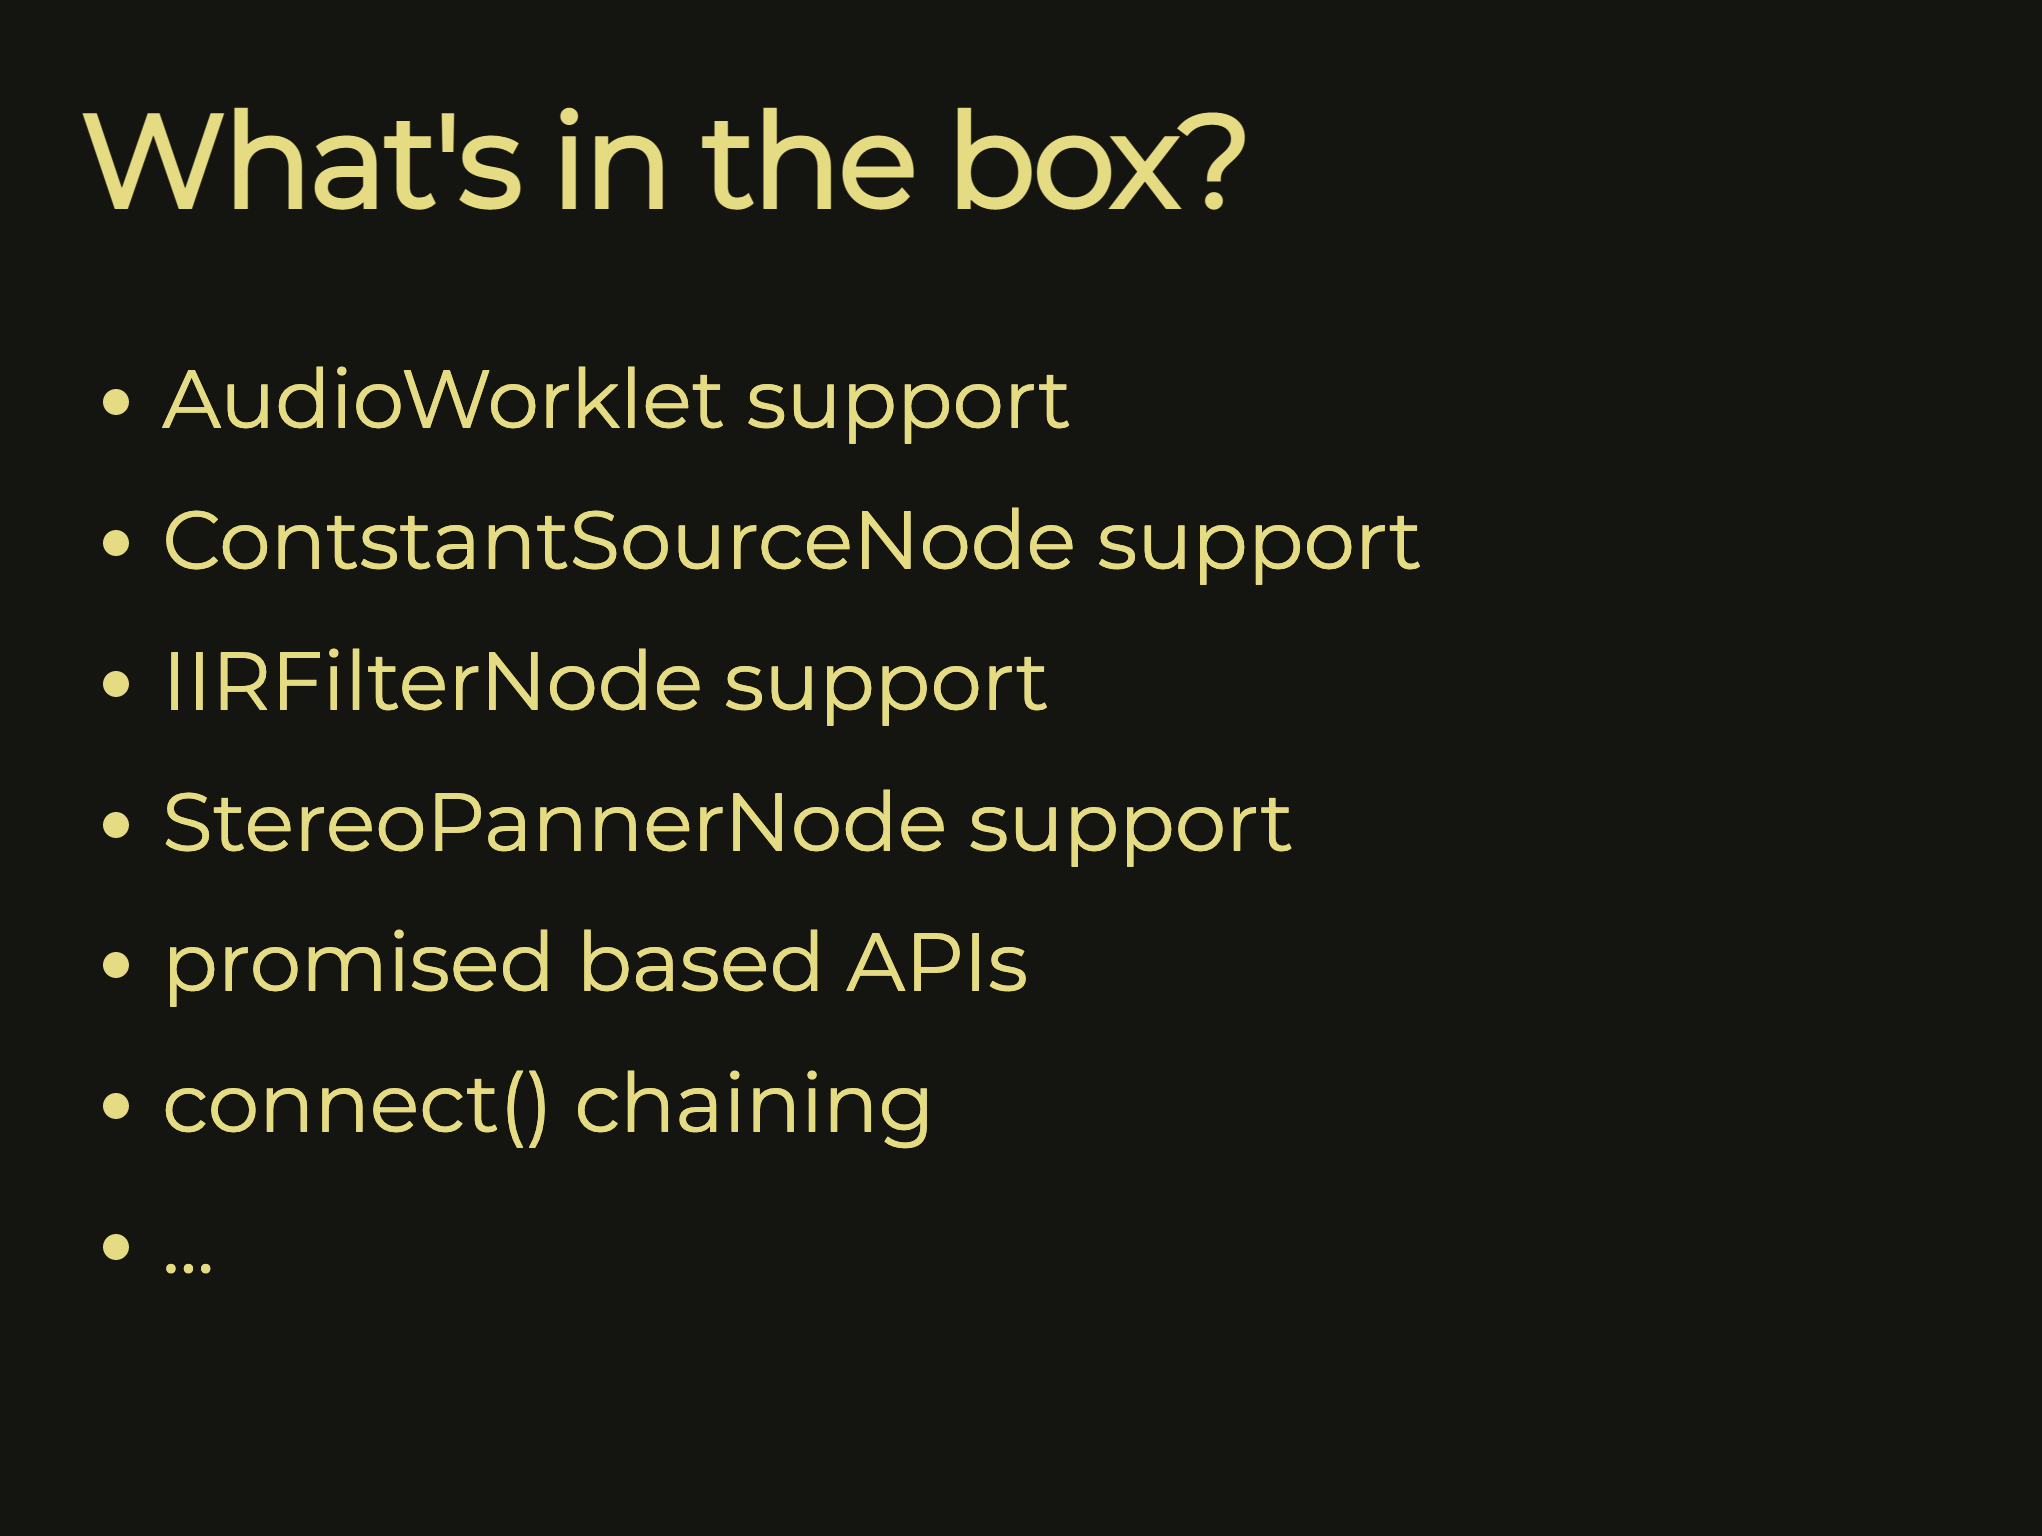 What's in the box?
• AudioWorklet support
• ContstantSourceNode support
• IIRFilterNode support
• StereoPannerNode support
• promised based APIs
• connect() chaining
• ...